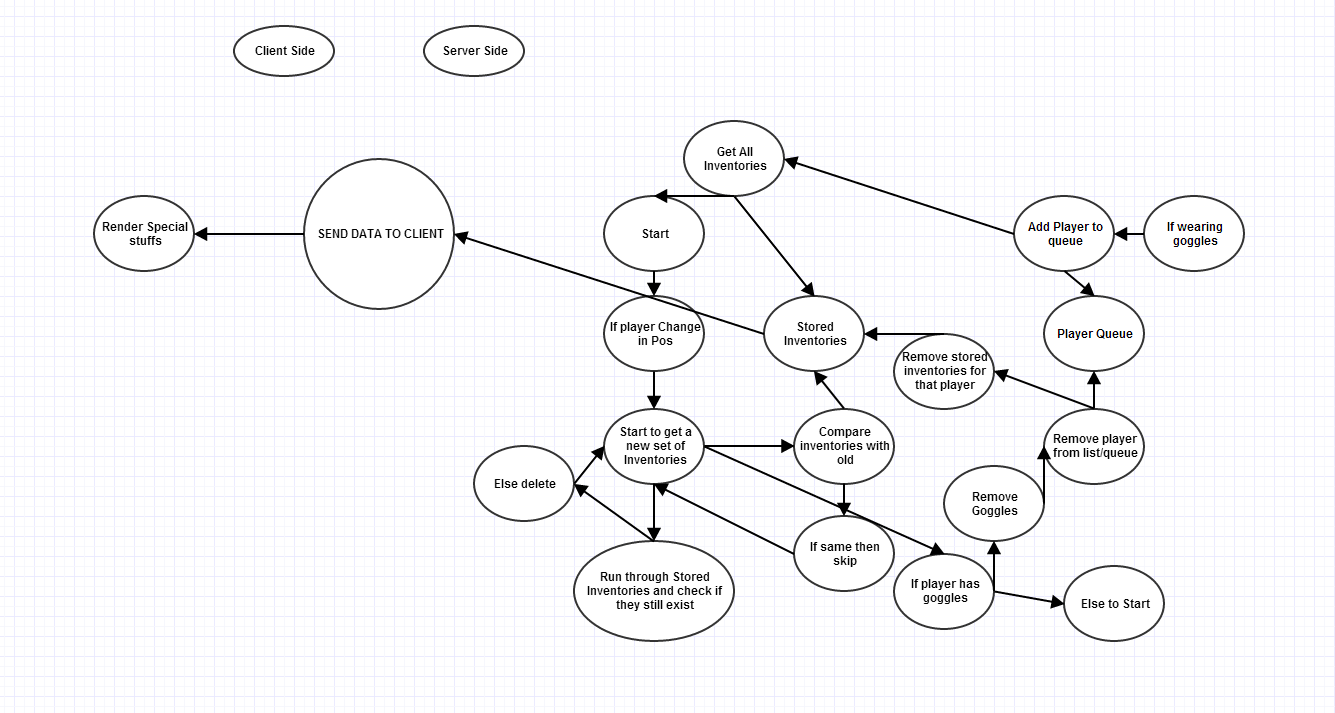 Client Side
Server Side
Get All
Inventories
Render Special
stuffs
SEND DATA TO CLIENT
Start
Add Player to
queue
If wearing
goggles
If player Change
in Pos
Stored
Inventories
Player Queue
Remove stored
inventories for
that player
Start to get a
new set of
Inventories
Compare
inventories with
old
Remove player
from list/queue
Else delete
Remove
Goggles
If same then
skip
Run through Stored
Inventories and check if
they still exist
If player has
goggles
Else to Start